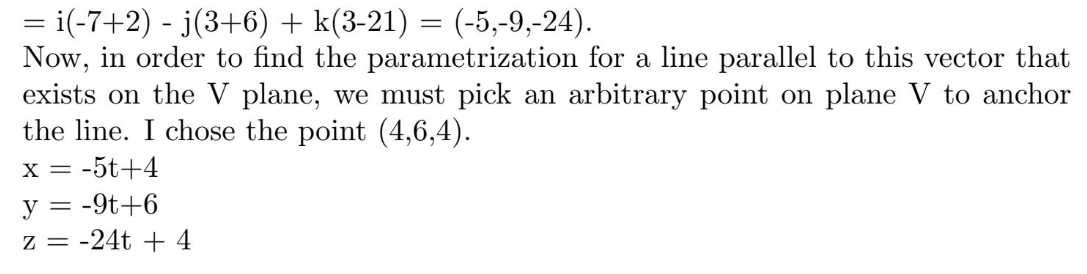 = i(-7+2) - j(3+6) + k(3-21) = (-5,-9,-24).
Now, in order to find the parametrization for a line parallel to this vector that
exists on the V plane, we must pick an arbitrary point on plane V to anchor
the line. I chose the point (4,6,4).
x = -5t+4
y = -9t+6
z = -24t + 4